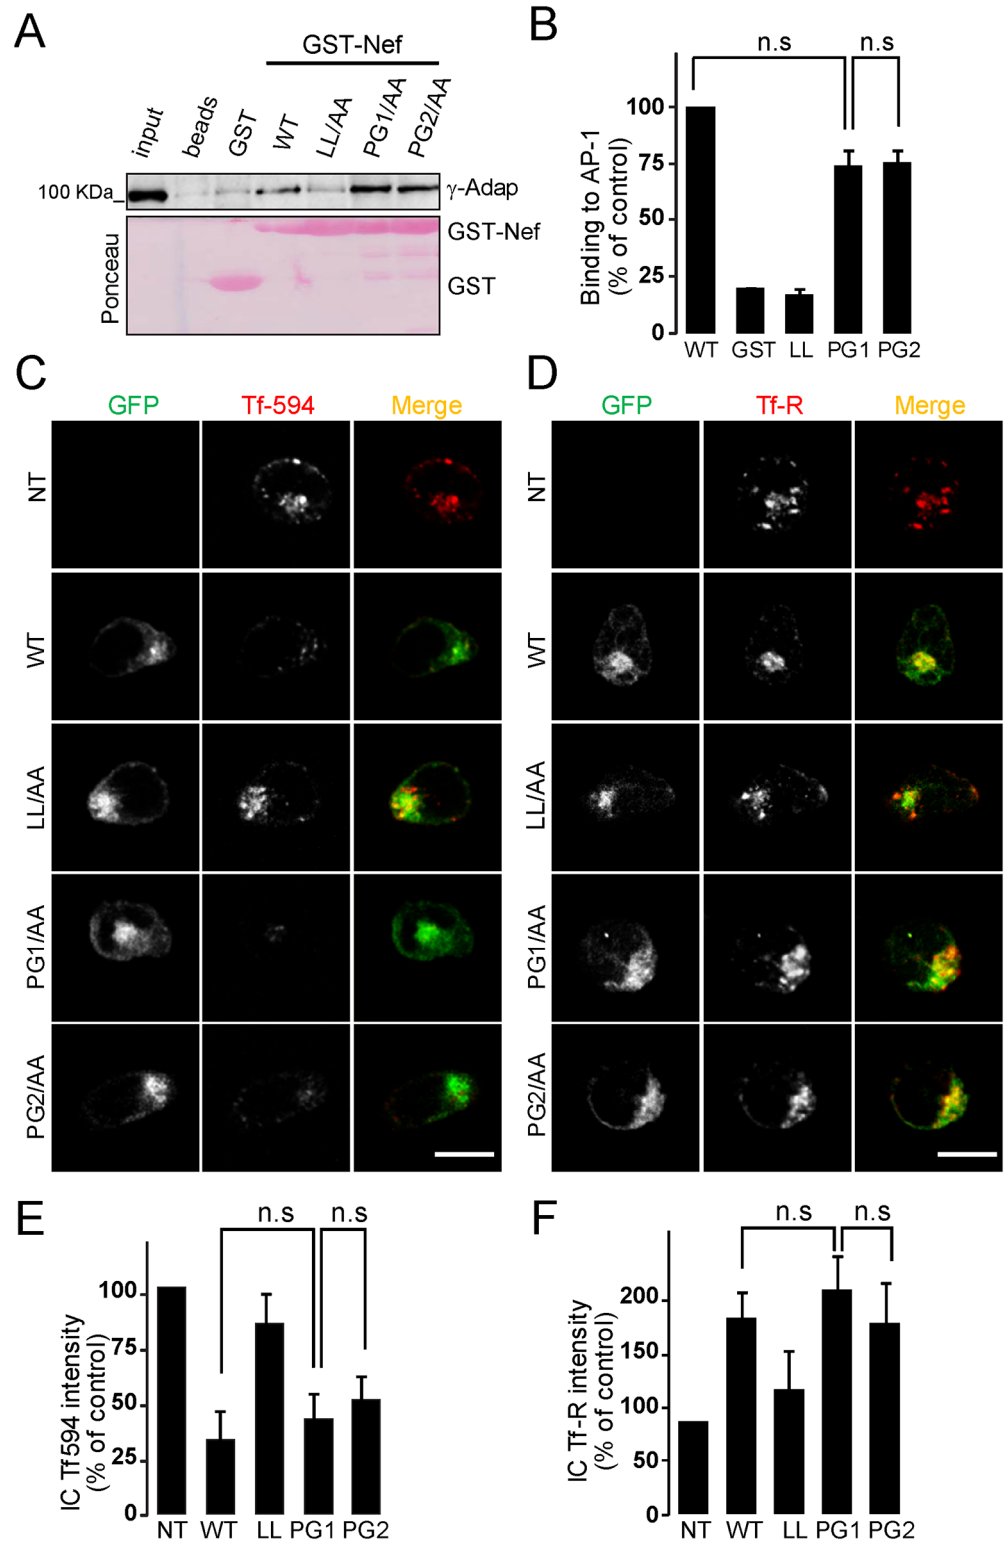 A
GST-Nef
input
beads
GST
WT
LL/AA
PG1/AA
PG2/AA
100 KDa_
γ-Adap
Ponceau
GST-Nef
GST
B
n.s
n.s
Binding to AP-1
(% of control)
100
75
50
25
0
WT
GST
LL
PG1
PG2
C
GFP
Tf-594
Merge
NT
WT
LL/AA
PG1/AA
PG2/AA
D
GFP
Tf-R
Merge
NT
WT
LL/AA
PG1/AA
PG2/AA
E
n.s
n.s
IC Tf594 intensity
(% of control)
100
75
50
25
0
NT
WT
LL
PG1
PG2
F
n.s
n.s
IC Tf-R intensity
(% of control)
200
150
100
50
0
NT
WT
LL
PG1
PG2